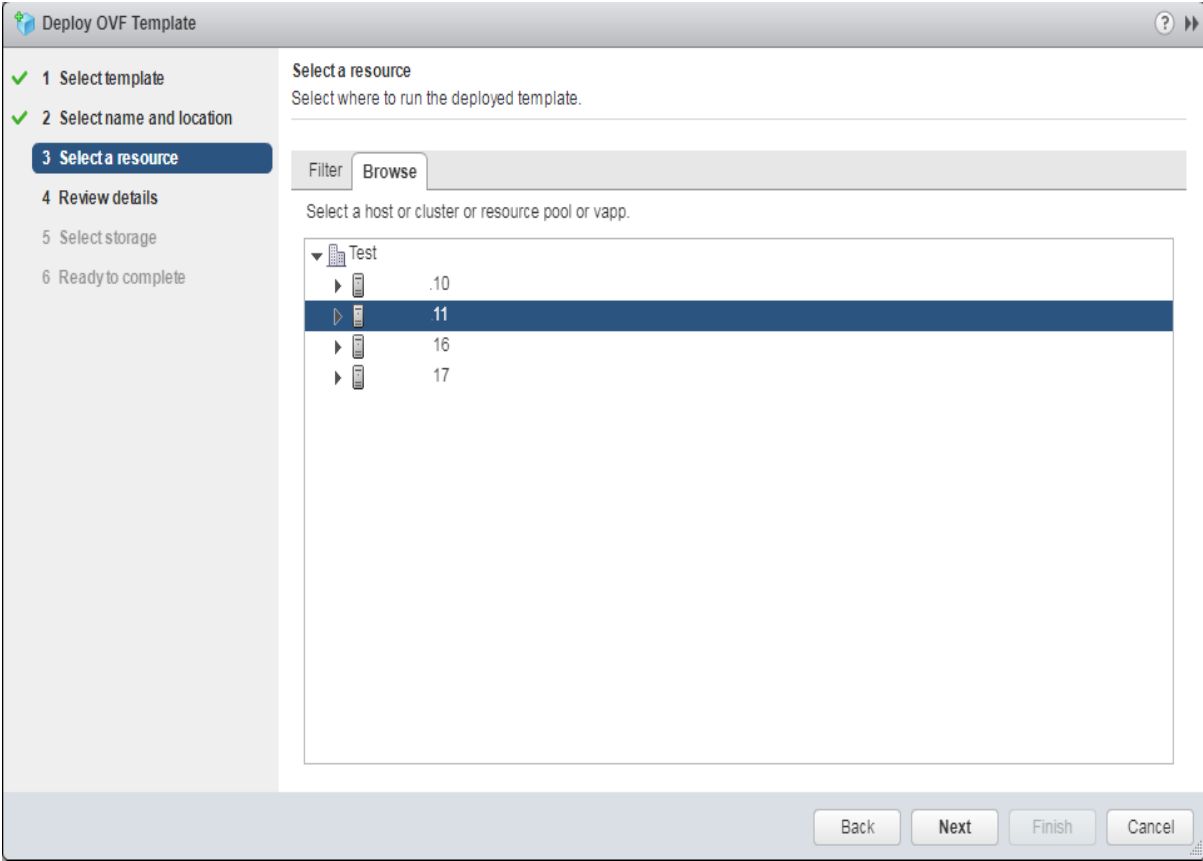 Deploy OVF Template
?
1 Select template
2 Select name and location
3 Select a resource
4 Review details
5 Select storage
6 Ready to complete
Select a resource
Select where to run the deployed template.
Filter Browse
Select a host or cluster or resource pool or vapp.
Test
.10
.11
16
17
Back Next Finish Cancel